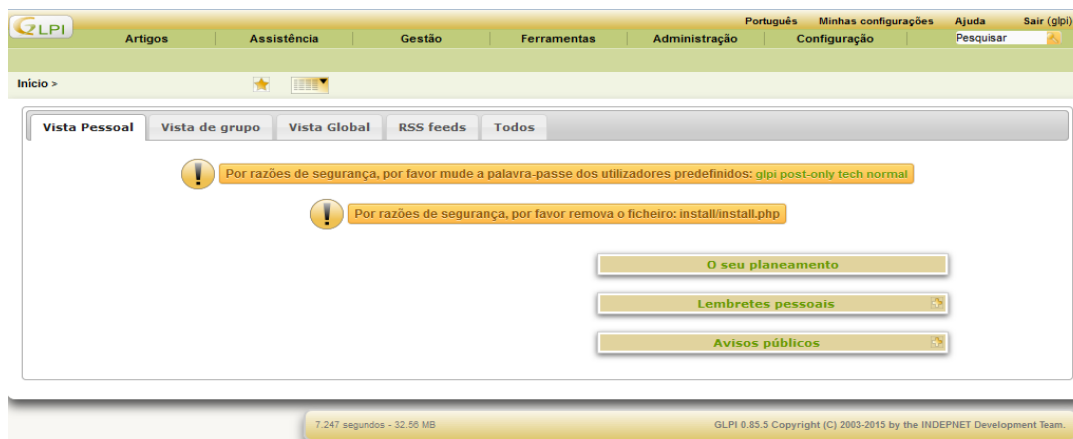 GLPI
Português Minhas configurações Ajuda Sair (glpi)
Artigos Assistência Gestão Ferramentas Administração Configuração Pesquisar
Início >
Vista Pessoal Vista de grupo Vista Global RSS feeds Todos
Por razões de segurança, por favor mude a palavra-passe dos utilizadores predefinidos: glpi post-only tech normal
Por razões de segurança, por favor remova o ficheiro: install/install.php
O seu planeamento
Lembretes pessoais
Avisos públicos
7.247 segundos - 32.56 MB
GLPI 0.85.5 Copyright (C) 2003-2015 by the INDEPNET Development Team.